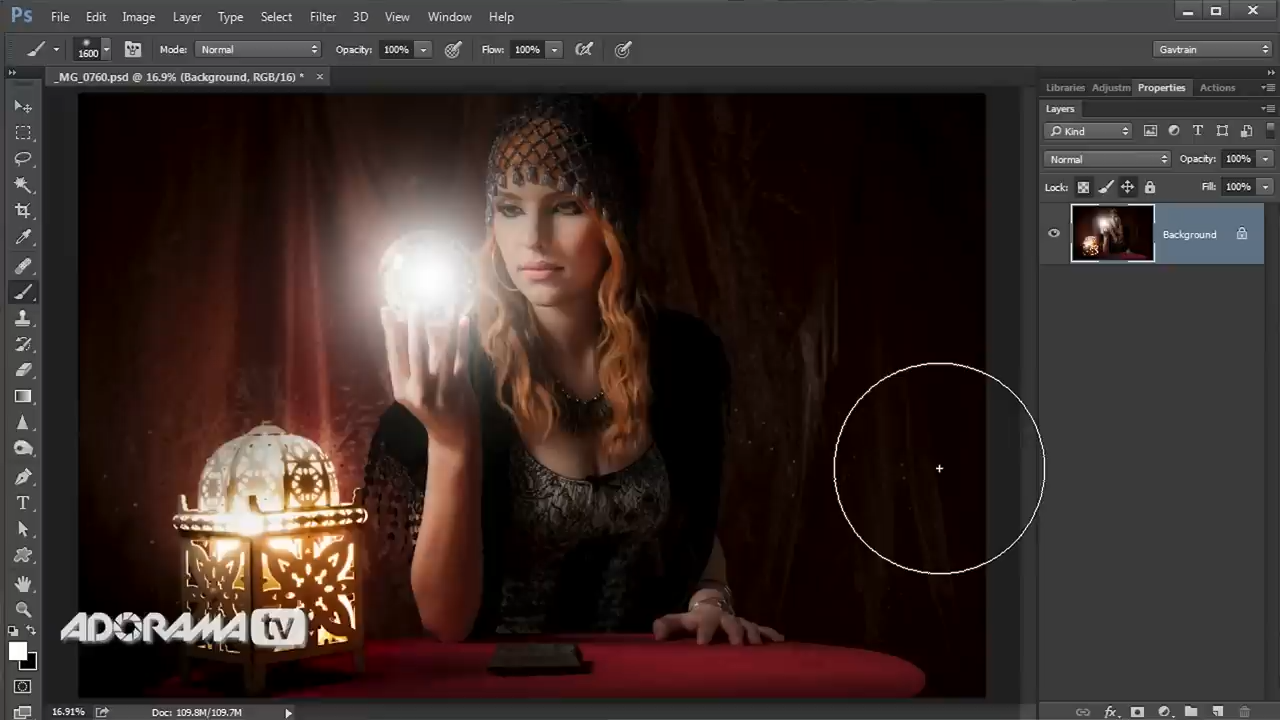 Ps File Edit Image Layer Type Select Filter 3D View Window Help
1600 Mode: Normal Opacity: 100% Flow: 100% Gavtrain
_MG_0760.psd @ 16.9% (Background, RGB/16) * ×
Libraries Adjustm Properties Actions
Layers
Kind
Normal Opacity: 100%
Lock: Fill: 100%
Background
ADORAMA tv
16.91% Doc: 109.8M/109.7M